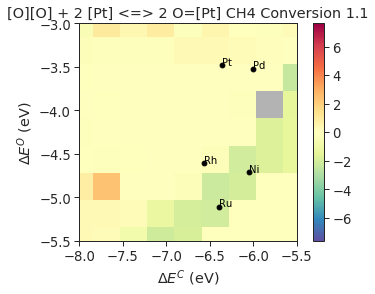 [O][O] + 2 [Pt] <=> 2 O=[Pt] CH4 Conversion 1.1
−3.0
−3.5
−4.0
−4.5
−5.0
−5.5
ΔE^O (eV)
Pt
Pd
Rh
Ni
Ru
−8.0 −7.5 −7.0 −6.5 −6.0 −5.5
ΔE^C (eV)
6
4
2
0
−2
−4
−6